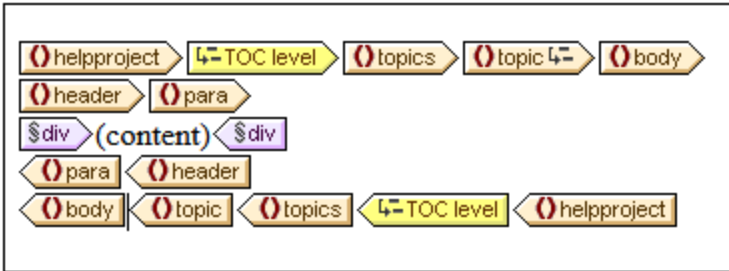 ()helpproject TOC level ()topics ()topic ()body
()header ()para
§div (content) §div
()para ()header
()body ()topic ()topics TOC level ()helpproject